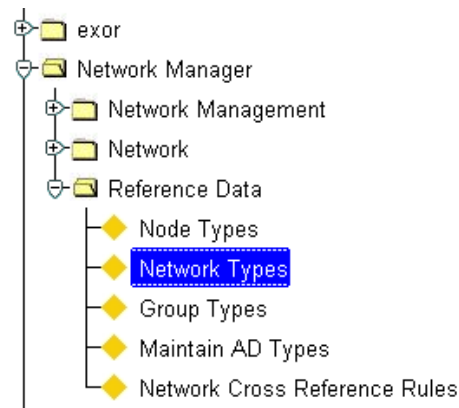 exor
Network Manager
Network Management
Network
Reference Data
Node Types
Network Types
Group Types
Maintain AD Types
Network Cross Reference Rules